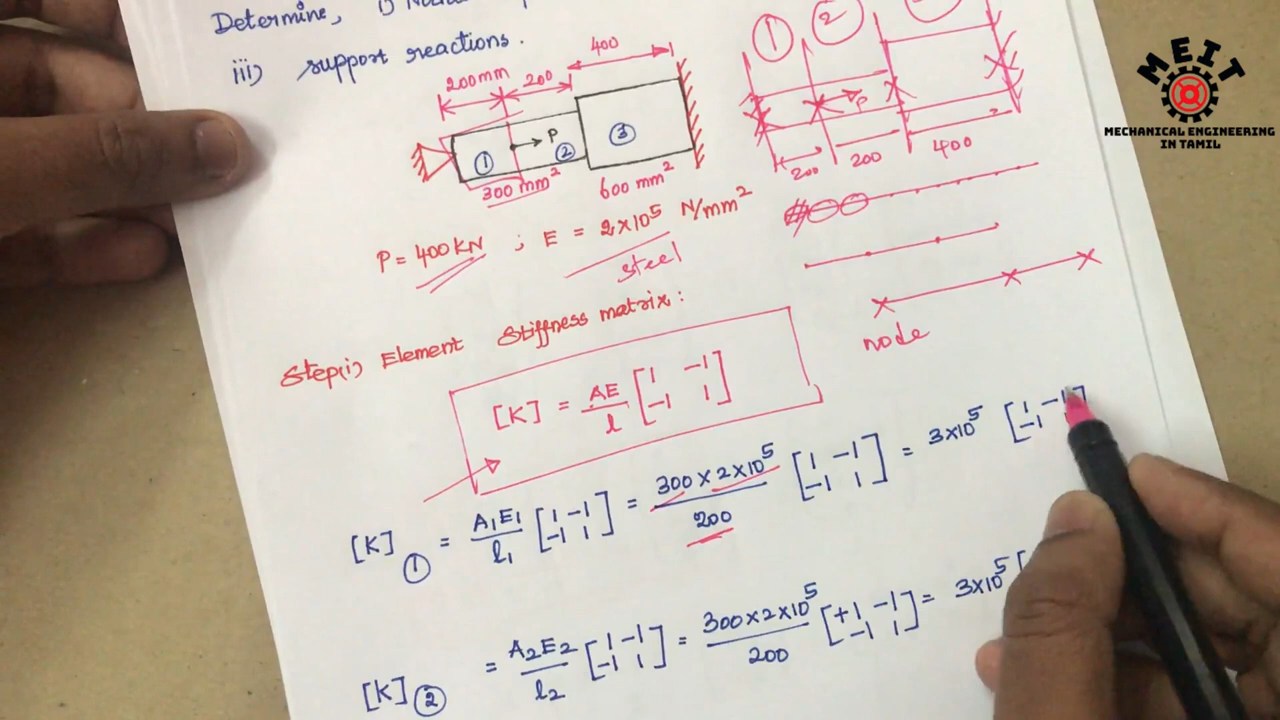 Determine, i)
iii) support reactions.
200mm 200 400
① P ② ③
300 mm² 600 mm²
① ②
P
200 200 400
P = 400 KN ; E = 2×10⁵ N/mm²
steel
node
Step(i) Element Stiffness matrix:
[K] = AE/l [1 -1 -1 1]
[K]① = A₁E₁/l₁ [1 -1 -1 1] = 300×2×10⁵/200 [1 -1 -1 1] = 3×10⁵ [1 -1 -1
[K]② = A₂E₂/l₂ [1 -1 -1 1] = 300×2×10⁵/200 [+1 -1 -1 1] = 3×10⁵ [
MEIT
MECHANICAL ENGINEERING
IN TAMIL